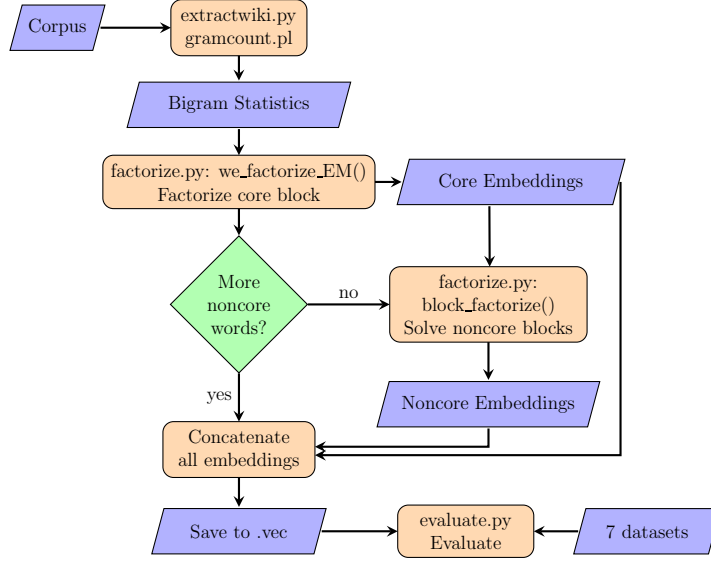 Corpus
extractwiki.py
gramcount.pl
Bigram Statistics
factorize.py: we_factorize_EM()
Factorize core block
Core Embeddings
More
noncore
words?
no
factorize.py:
block_factorize()
Solve noncore blocks
yes
Noncore Embeddings
Concatenate
all embeddings
Save to .vec
evaluate.py
Evaluate
7 datasets